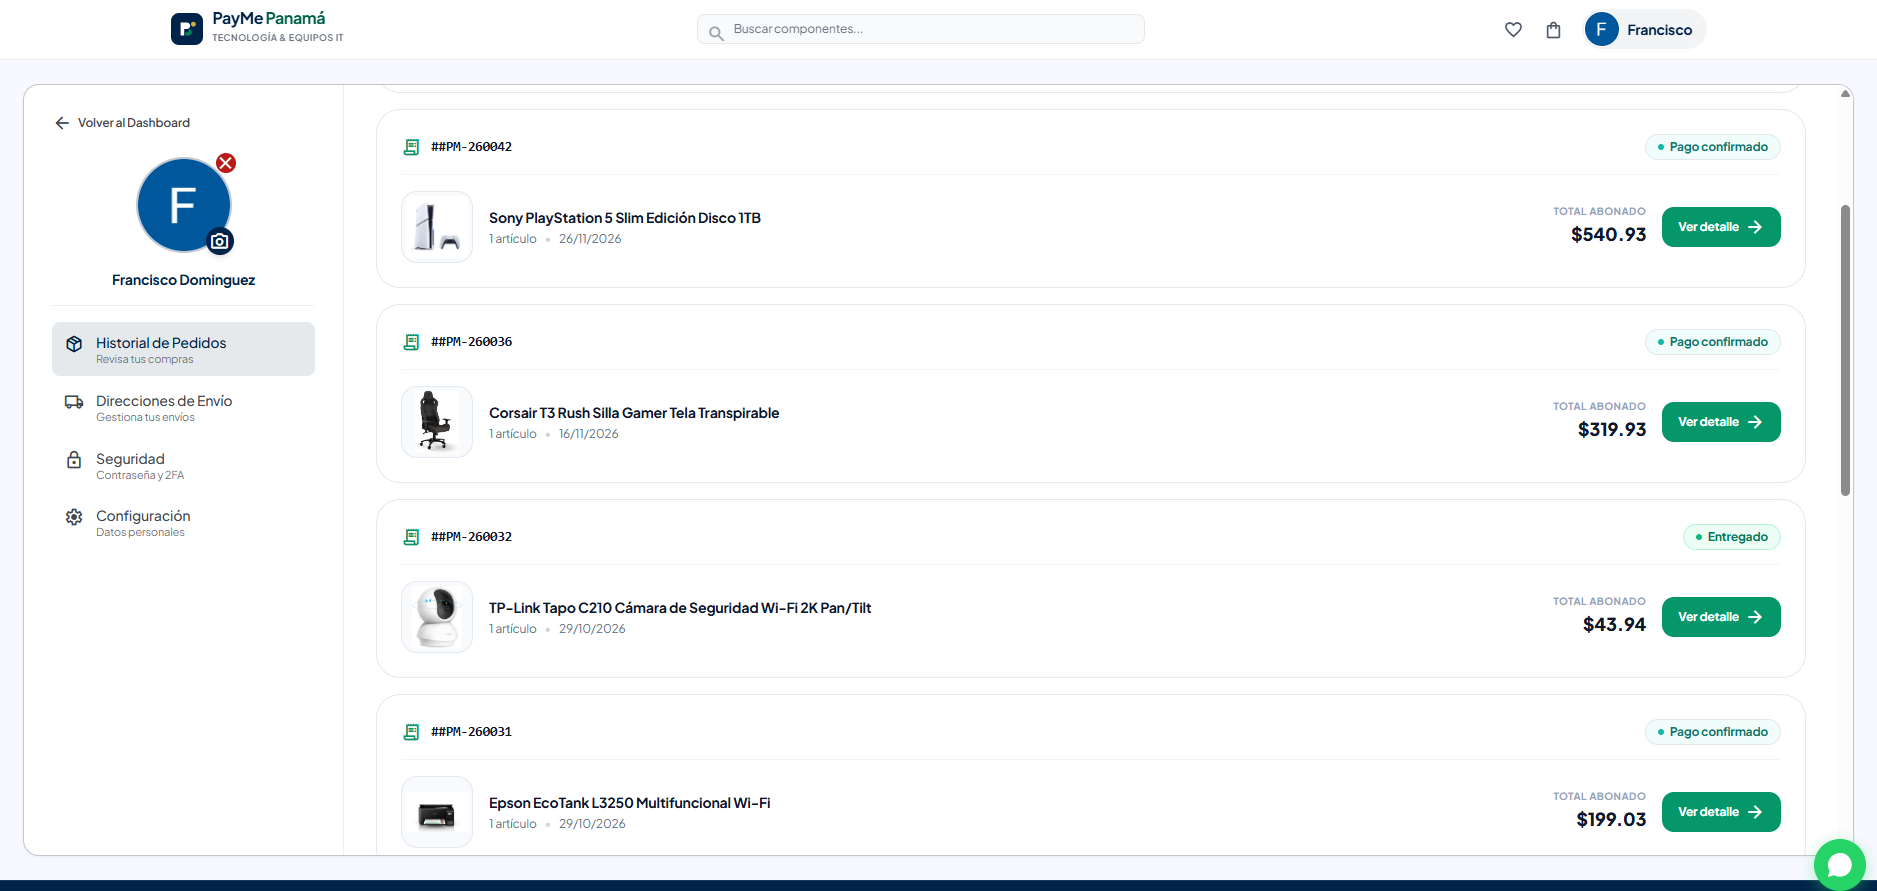 PayMe Panamá
TECNOLOGÍA & EQUIPOS IT
Buscar componentes...
F
Francisco
Volver al Dashboard
F
Francisco Dominguez
Historial de Pedidos
Revisa tus compras
Direcciones de Envío
Gestiona tus envíos
Seguridad
Contraseña y 2FA
Configuración
Datos personales
##PM-260042
Pago confirmado
Sony PlayStation 5 Slim Edición Disco 1TB
1 artículo • 26/11/2026
TOTAL ABONADO
$540.93
Ver detalle
##PM-260036
Pago confirmado
Corsair T3 Rush Silla Gamer Tela Transpirable
1 artículo • 16/11/2026
TOTAL ABONADO
$319.93
Ver detalle
##PM-260032
Entregado
TP-Link Tapo C210 Cámara de Seguridad Wi-Fi 2K Pan/Tilt
1 artículo • 29/10/2026
TOTAL ABONADO
$43.94
Ver detalle
##PM-260031
Pago confirmado
Epson EcoTank L3250 Multifuncional Wi-Fi
1 artículo • 29/10/2026
TOTAL ABONADO
$199.03
Ver detalle